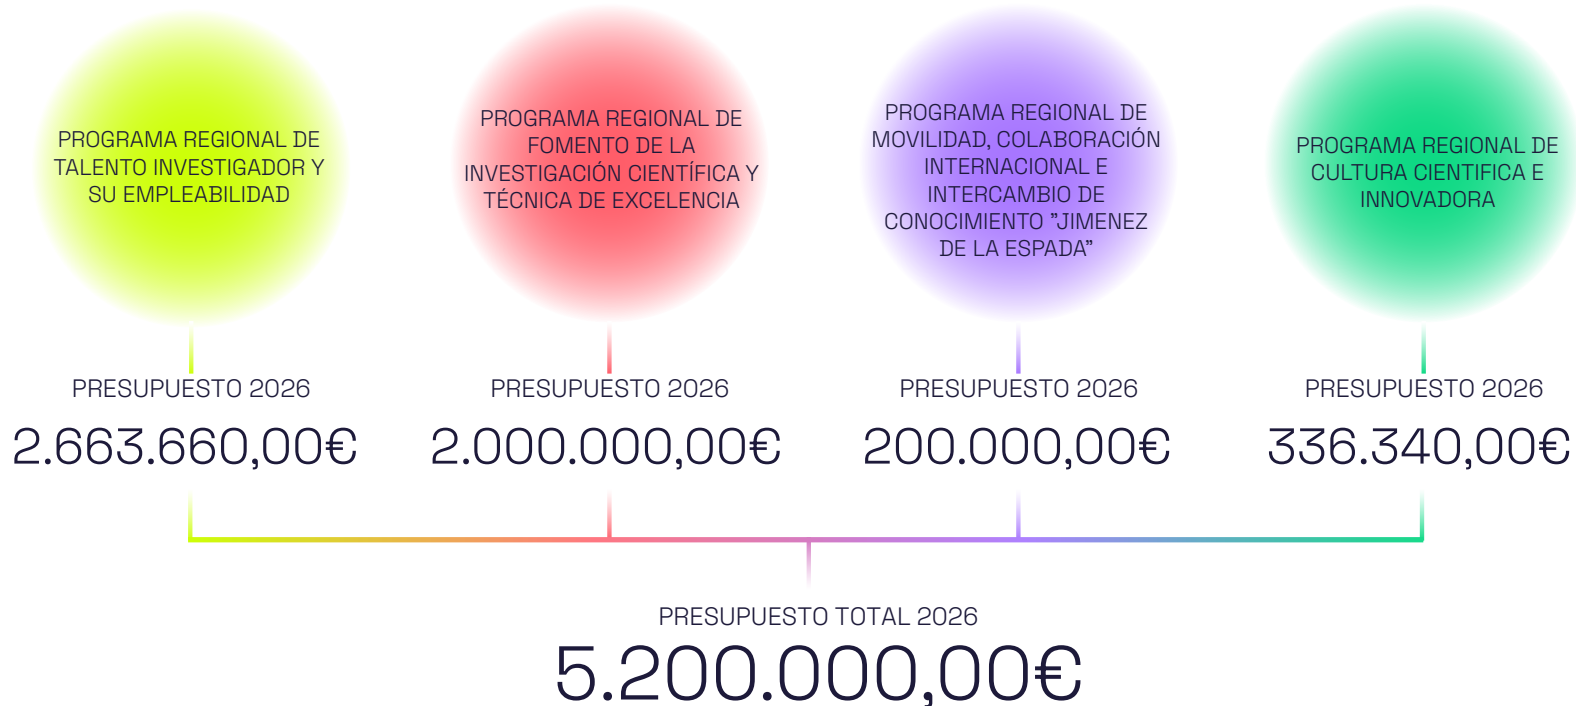 PROGRAMA REGIONAL DE
TALENTO INVESTIGADOR Y
SU EMPLEABILIDAD
PROGRAMA REGIONAL DE
FOMENTO DE LA
INVESTIGACIÓN CIENTÍFICA Y
TÉCNICA DE EXCELENCIA
PROGRAMA REGIONAL DE
MOVILIDAD, COLABORACIÓN
INTERNACIONAL E
INTERCAMBIO DE
CONOCIMIENTO ”JIMENEZ
DE LA ESPADA”
PROGRAMA REGIONAL DE
CULTURA CIENTIFICA E
INNOVADORA
PRESUPUESTO 2026
2.663.660,00€
PRESUPUESTO 2026
2.000.000,00€
PRESUPUESTO 2026
200.000,00€
PRESUPUESTO 2026
336.340,00€
PRESUPUESTO TOTAL 2026
5.200.000,00€